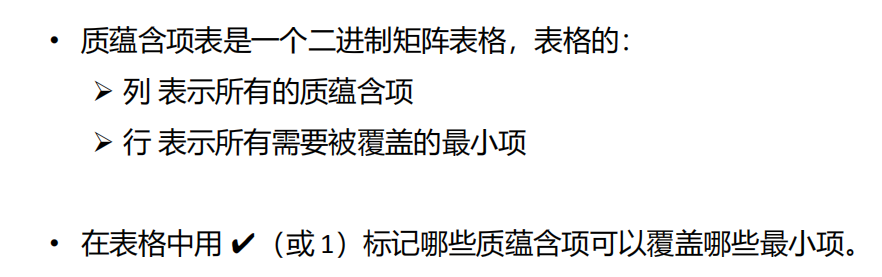 • 质蕴含项表是一个二进制矩阵表格，表格的：
➢ 列 表示所有的质蕴含项
➢ 行 表示所有需要被覆盖的最小项
• 在表格中用 ✔（或 1）标记哪些质蕴含项可以覆盖哪些最小项。